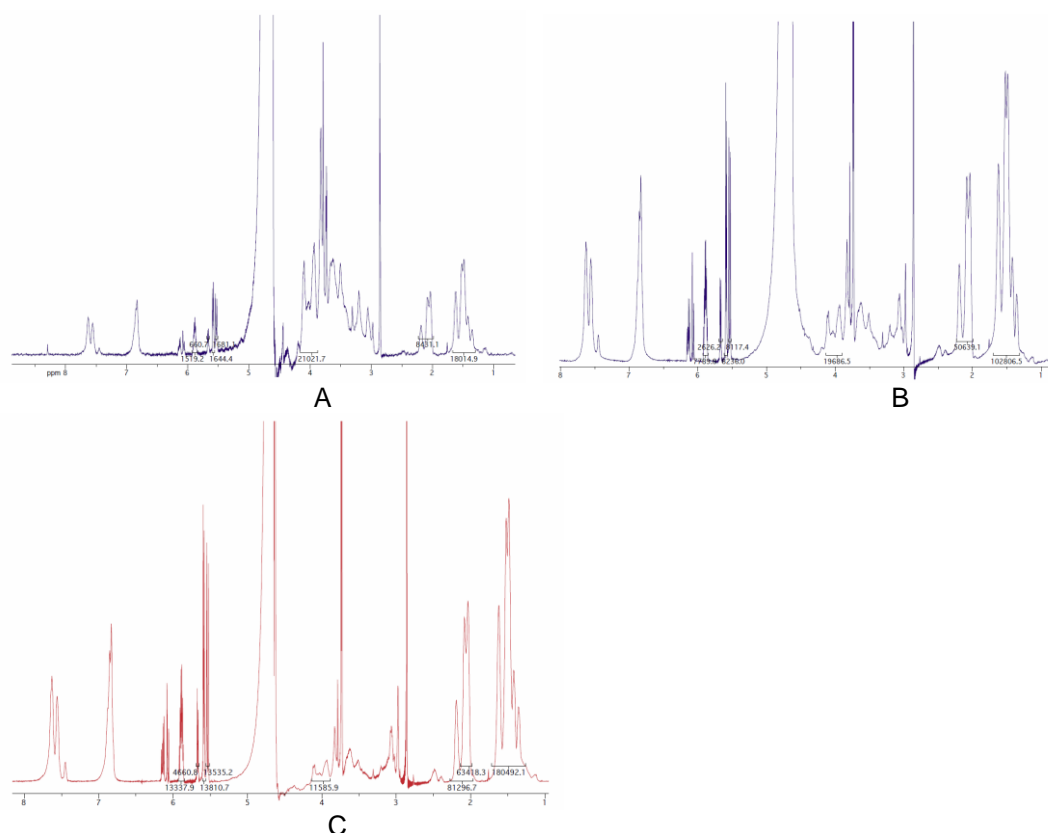 660.7 1681.1 8431.1
1519.2 1644.4 21021.7 18014.9
ppm 8 7 6 5 4 3 2 1
A
2626.2 8117.4 50639.1
19686.5 102806.5
8 7 6 5 4 3 2 1
B
4660.8 13535.2 63418.3 180492.1
13337.9 13810.7 11585.9 81296.7
8 7 6 5 4 3 2 1
C